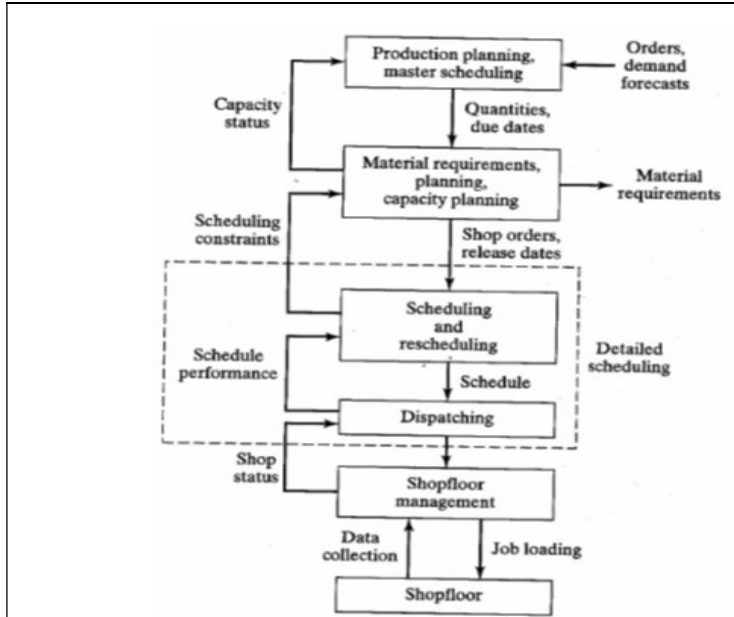 Production planning,
master scheduling
Orders,
demand
forecasts
Capacity
status
Quantities,
due dates
Material requirements,
planning,
capacity planning
Material
requirements
Scheduling
constraints
Shop orders,
release dates
Scheduling
and
rescheduling
Detailed
scheduling
Schedule
performance
Schedule
Dispatching
Shop
status
Shopfloor
management
Data
collection
Job loading
Shopfloor